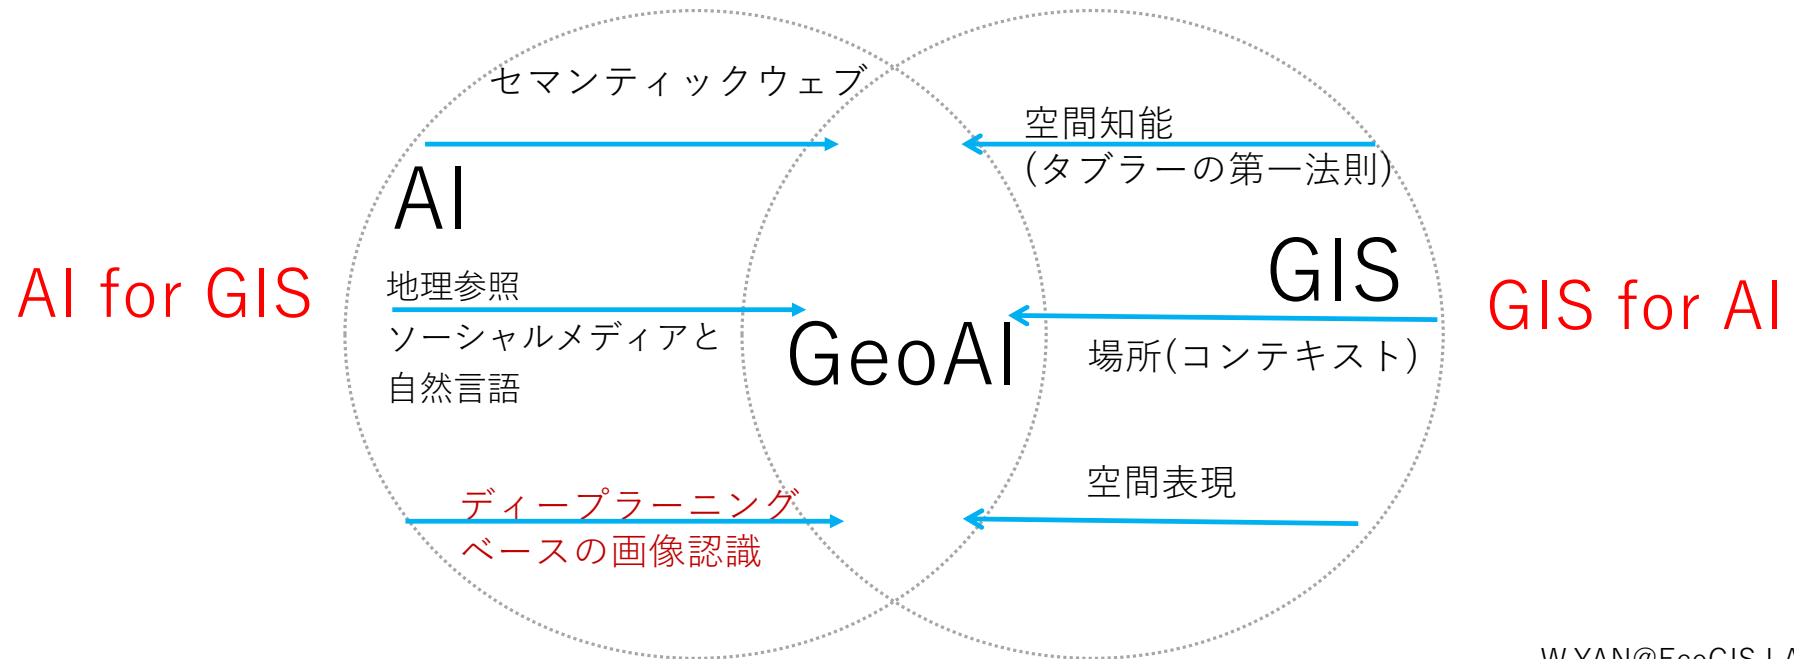 セマンティックウェブ
空間知能
(タブラーの第一法則)
AI
GIS
AI for GIS
GIS for AI
地理参照
ソーシャルメディアと
自然言語
GeoAI
場所(コンテキスト)
空間表現
ディープラーニング
ベースの画像認識
W.YAN@EcoGIS LA